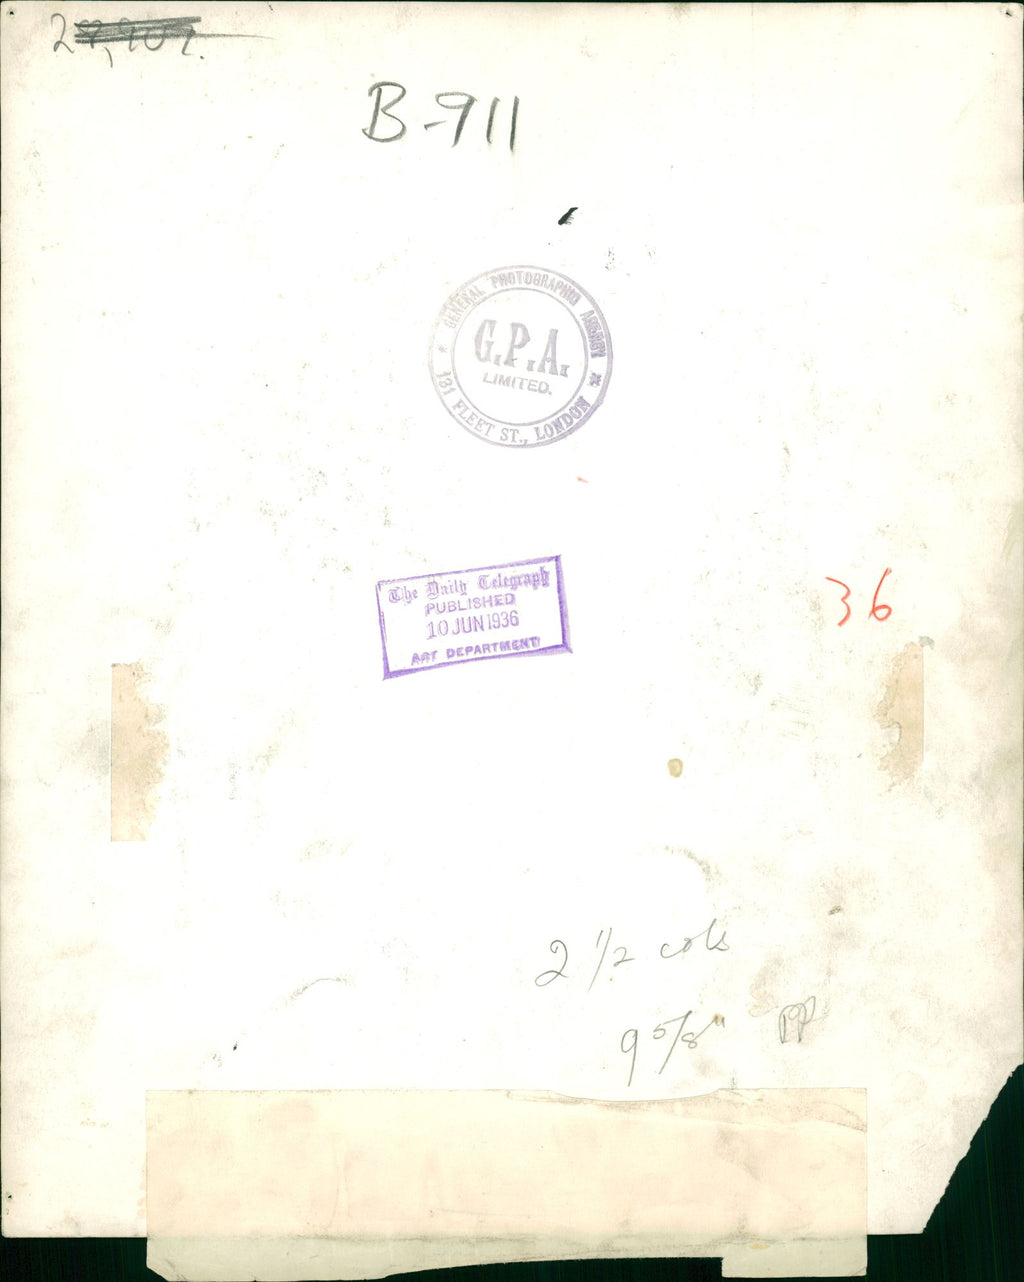 B-911
GENERAL PHOTOGRAPHIC AGENCY
G.P.A.
LIMITED.
131 FLEET ST., LONDON
The Daily Telegraph
PUBLISHED
10 JUN 1936
ART DEPARTMENT
36
2 1/2 cols
9 5/8" PP